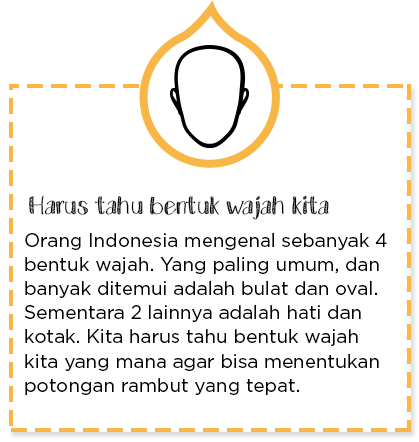 Harus tahu bentuk wajah kita
Orang Indonesia mengenal sebanyak 4
bentuk wajah. Yang paling umum, dan
banyak ditemui adalah bulat dan oval.
Sementara 2 lainnya adalah hati dan
kotak. Kita harus tahu bentuk wajah
kita yang mana agar bisa menentukan
potongan rambut yang tepat.